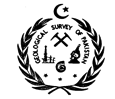 GEOLOGICAL SURVEY OF PAKISTAN